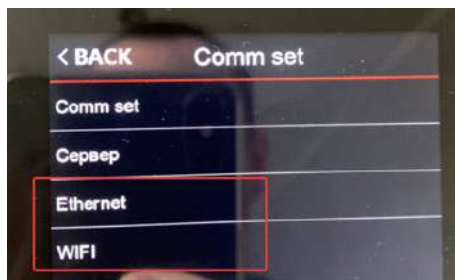 < BACK Comm set
Comm set
Сервер
Ethernet
WIFI